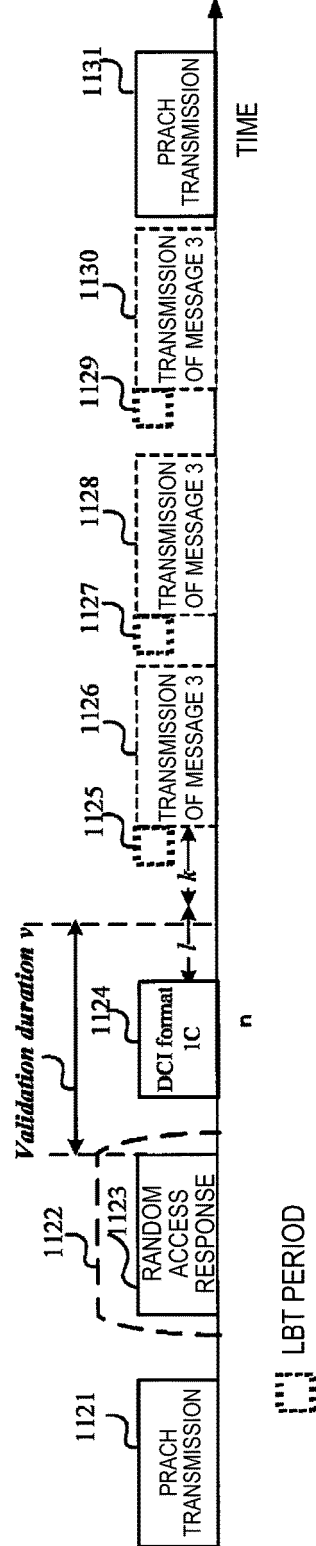 1121
PRACH
TRANSMISSION
1122
1123
RANDOM
ACCESS
RESPONSE
Validation duration v
1124
DCI format
1C
n
l
k
1125
1126
TRANSMISSION
OF MESSAGE 3
1127
1128
TRANSMISSION
OF MESSAGE 3
1129
1130
TRANSMISSION
OF MESSAGE 3
1131
PRACH
TRANSMISSION
TIME
LBT PERIOD